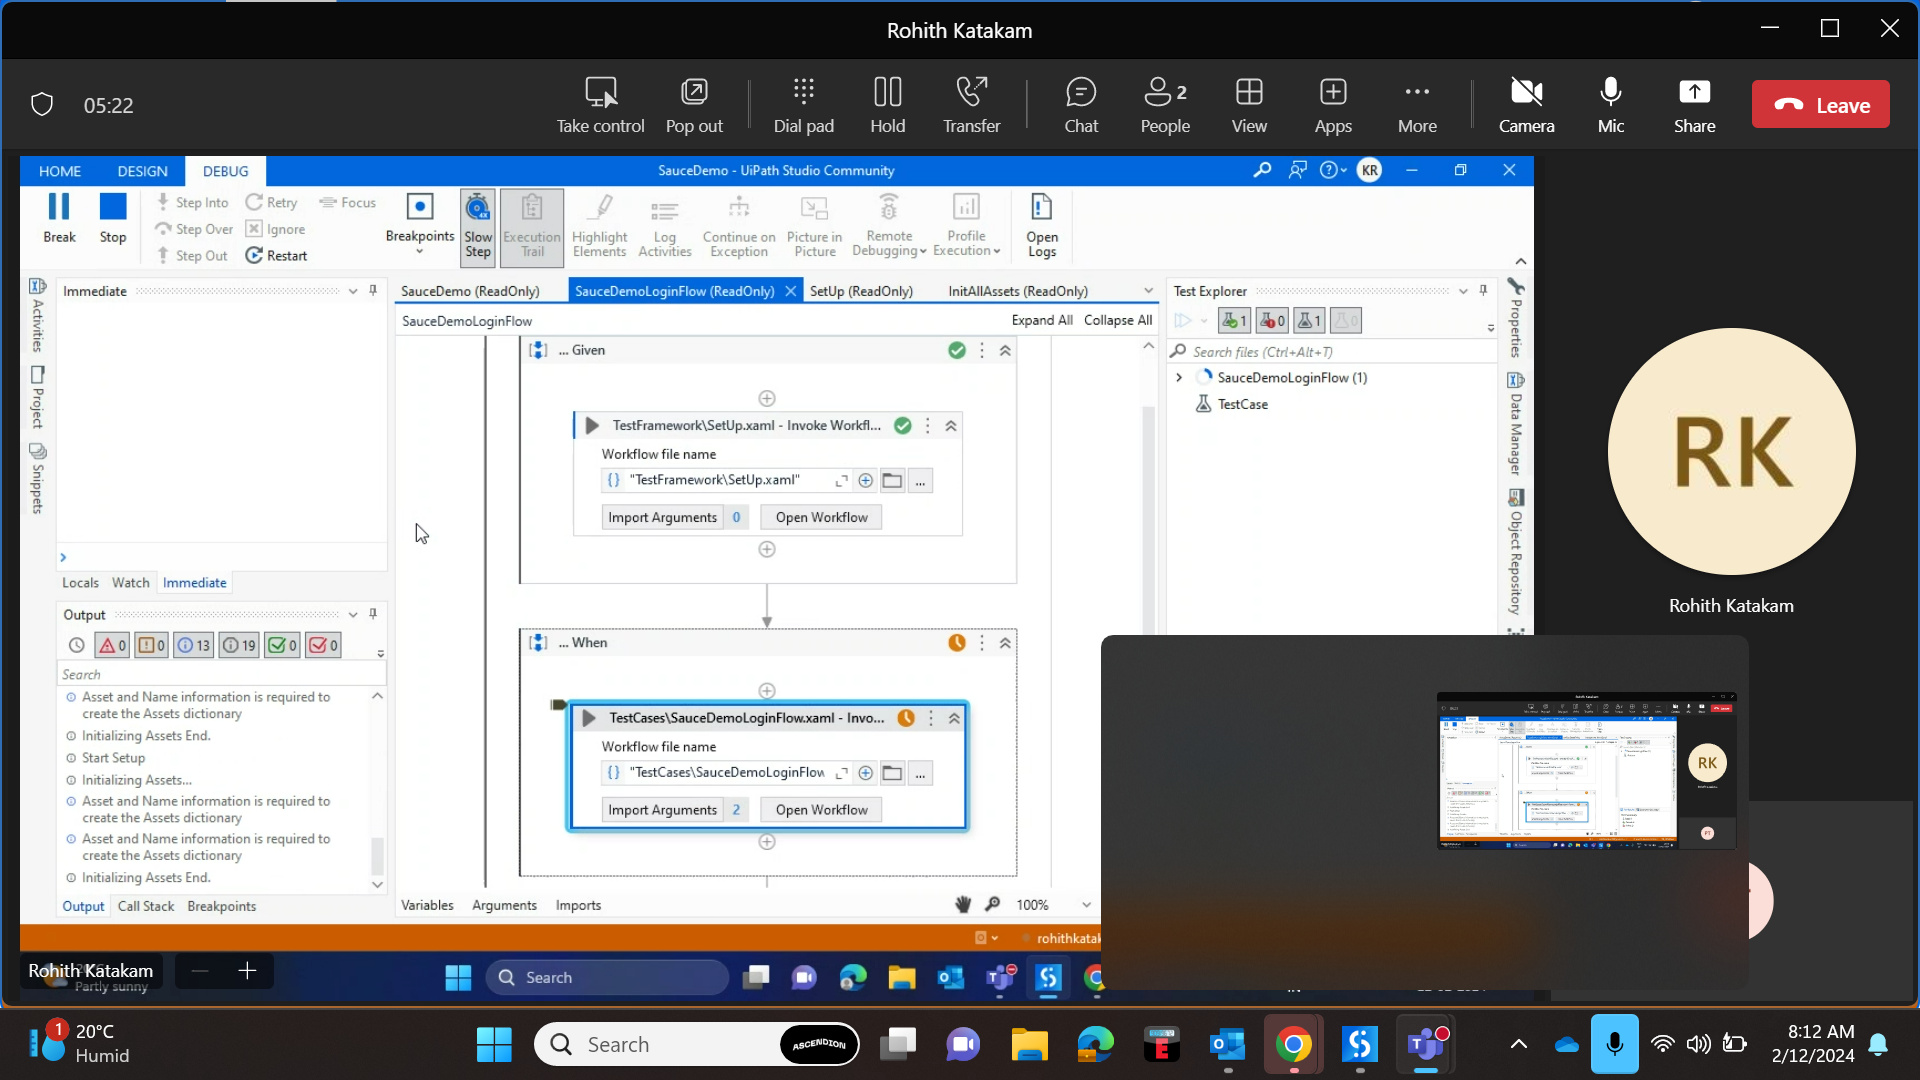 Rohith Katakam
05:22
Take control
Pop out
Dial pad
Hold
Transfer
Chat
2
People
View
Apps
More
Camera
Mic
Share
Leave
HOME
DESIGN
DEBUG
SauceDemo - UiPath Studio Community
KR
Break
Stop
Step Into
Step Over
Step Out
Retry
Ignore
Restart
Focus
Breakpoints
4X
Slow
Step
Execution
Trail
Highlight
Elements
Log
Activities
Continue on
Exception
Picture in
Picture
Remote
Debugging
Profile
Execution
Open
Logs
Activities
Project
Snippets
Immediate
Locals
Watch
Immediate
Output
0
0
13
19
0
0
Search
Asset and Name information is required to
create the Assets dictionary
Initializing Assets End.
Start Setup
Initializing Assets...
Asset and Name information is required to
create the Assets dictionary
Asset and Name information is required to
create the Assets dictionary
Initializing Assets End.
Output
Call Stack
Breakpoints
SauceDemo (ReadOnly)
SauceDemoLoginFlow (ReadOnly)
SetUp (ReadOnly)
InitAllAssets (ReadOnly)
SauceDemoLoginFlow
Expand All
Collapse All
... Given
TestFramework\SetUp.xaml - Invoke Workfl...
Workflow file name
"TestFramework\SetUp.xaml"
...
Import Arguments
0
Open Workflow
... When
TestCases\SauceDemoLoginFlow.xaml - Invo...
Workflow file name
"TestCases\SauceDemoLoginFlow
...
Import Arguments
2
Open Workflow
Variables
Arguments
Imports
100%
rohithkatak
Test Explorer
1
0
1
0
Search files (Ctrl+Alt+T)
SauceDemoLoginFlow (1)
TestCase
Properties
Data Manager
Object Repository
RK
Rohith Katakam
RK
Rohith Katakam
Partly sunny
Search
1
20°C
Humid
Search
ASCENDION
8:12 AM
2/12/2024